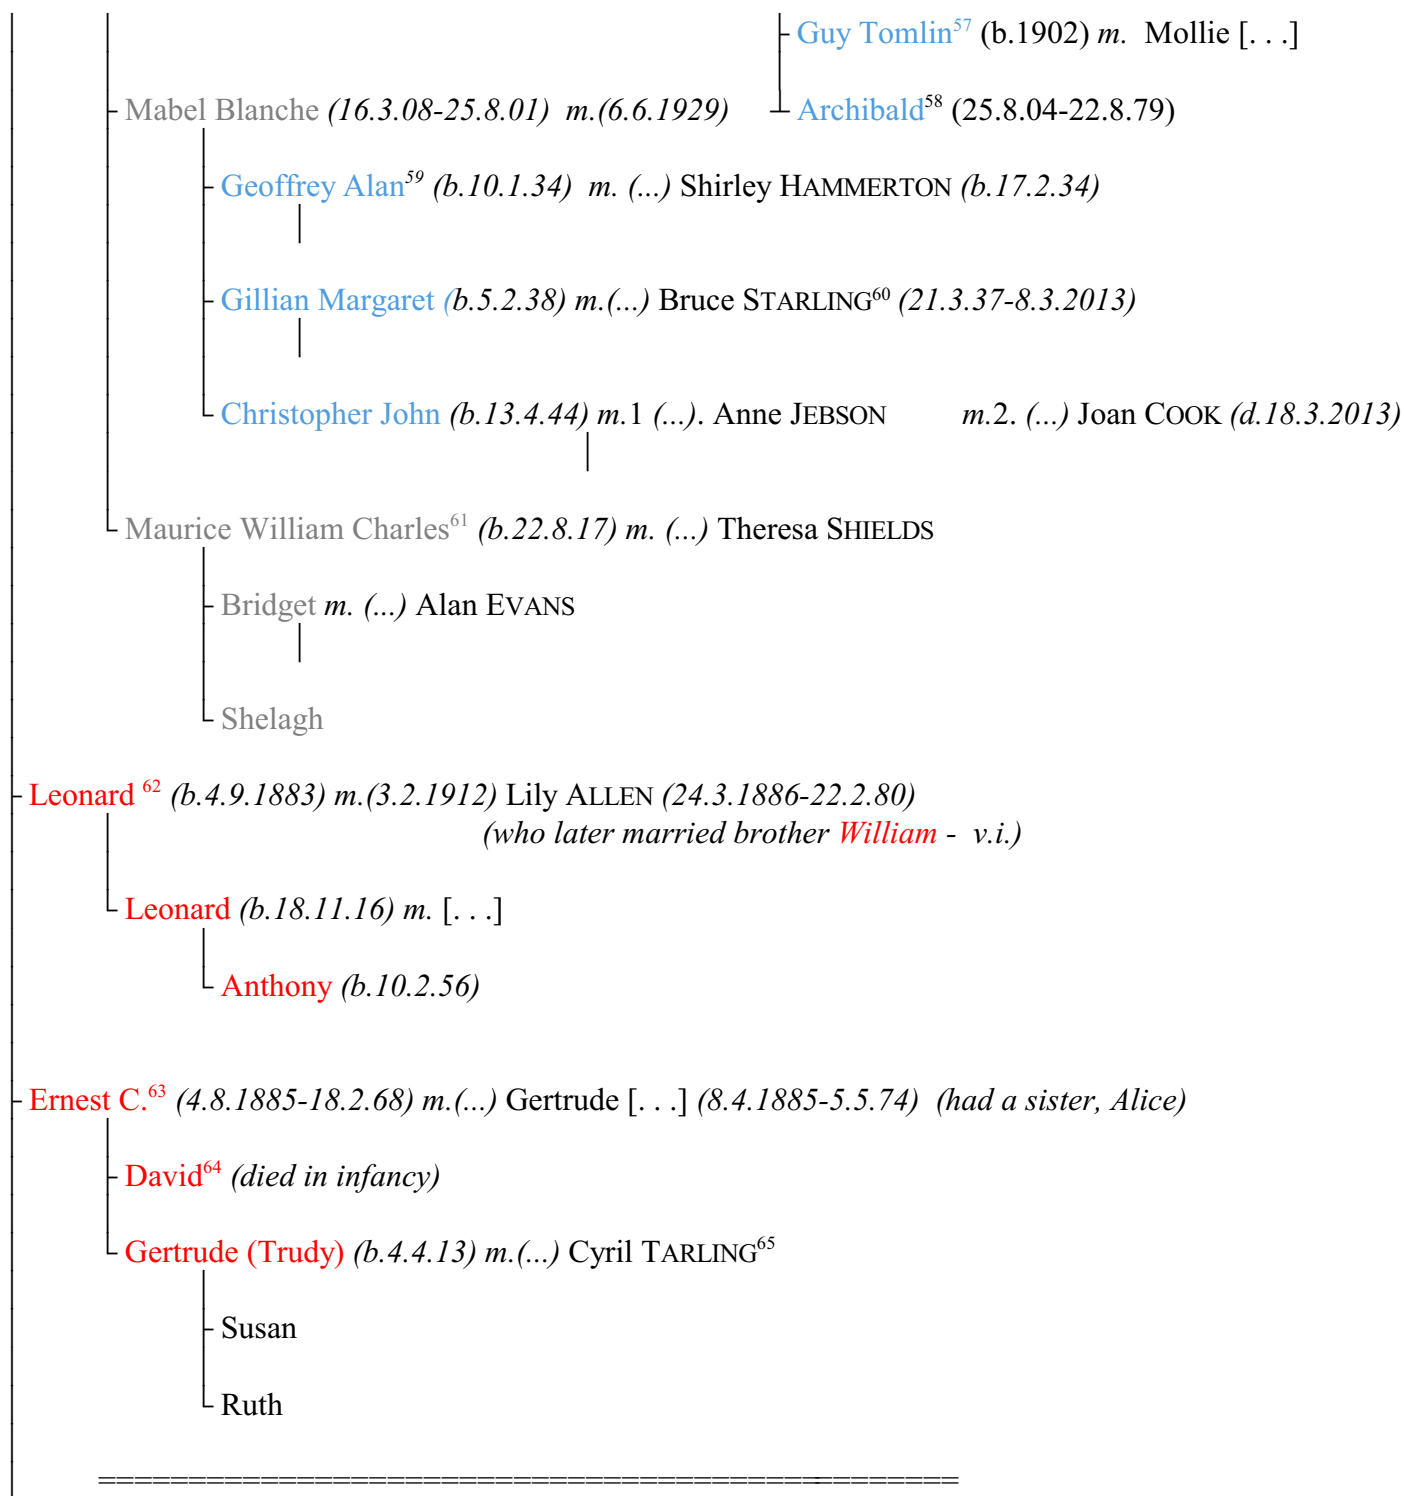 Guy Tomlin57 (b.1902) m. Mollie [. . .]
Mabel Blanche (16.3.08-25.8.01) m.(6.6.1929) Archibald58 (25.8.04-22.8.79)
Geoffrey Alan59 (b.10.1.34) m. (...) Shirley HAMMERTON (b.17.2.34)
Gillian Margaret (b.5.2.38) m.(...) Bruce STARLING60 (21.3.37-8.3.2013)
Christopher John (b.13.4.44) m.1 (...). Anne JEBSON m.2. (...) Joan COOK (d.18.3.2013)
Maurice William Charles61 (b.22.8.17) m. (...) Theresa SHIELDS
Bridget m. (...) Alan EVANS
Shelagh
Leonard 62 (b.4.9.1883) m.(3.2.1912) Lily ALLEN (24.3.1886-22.2.80)
(who later married brother William - v.i.)
Leonard (b.18.11.16) m. [. . .]
Anthony (b.10.2.56)
Ernest C.63 (4.8.1885-18.2.68) m.(...) Gertrude [. . .] (8.4.1885-5.5.74) (had a sister, Alice)
David64 (died in infancy)
Gertrude (Trudy) (b.4.4.13) m.(...) Cyril TARLING65
Susan
Ruth